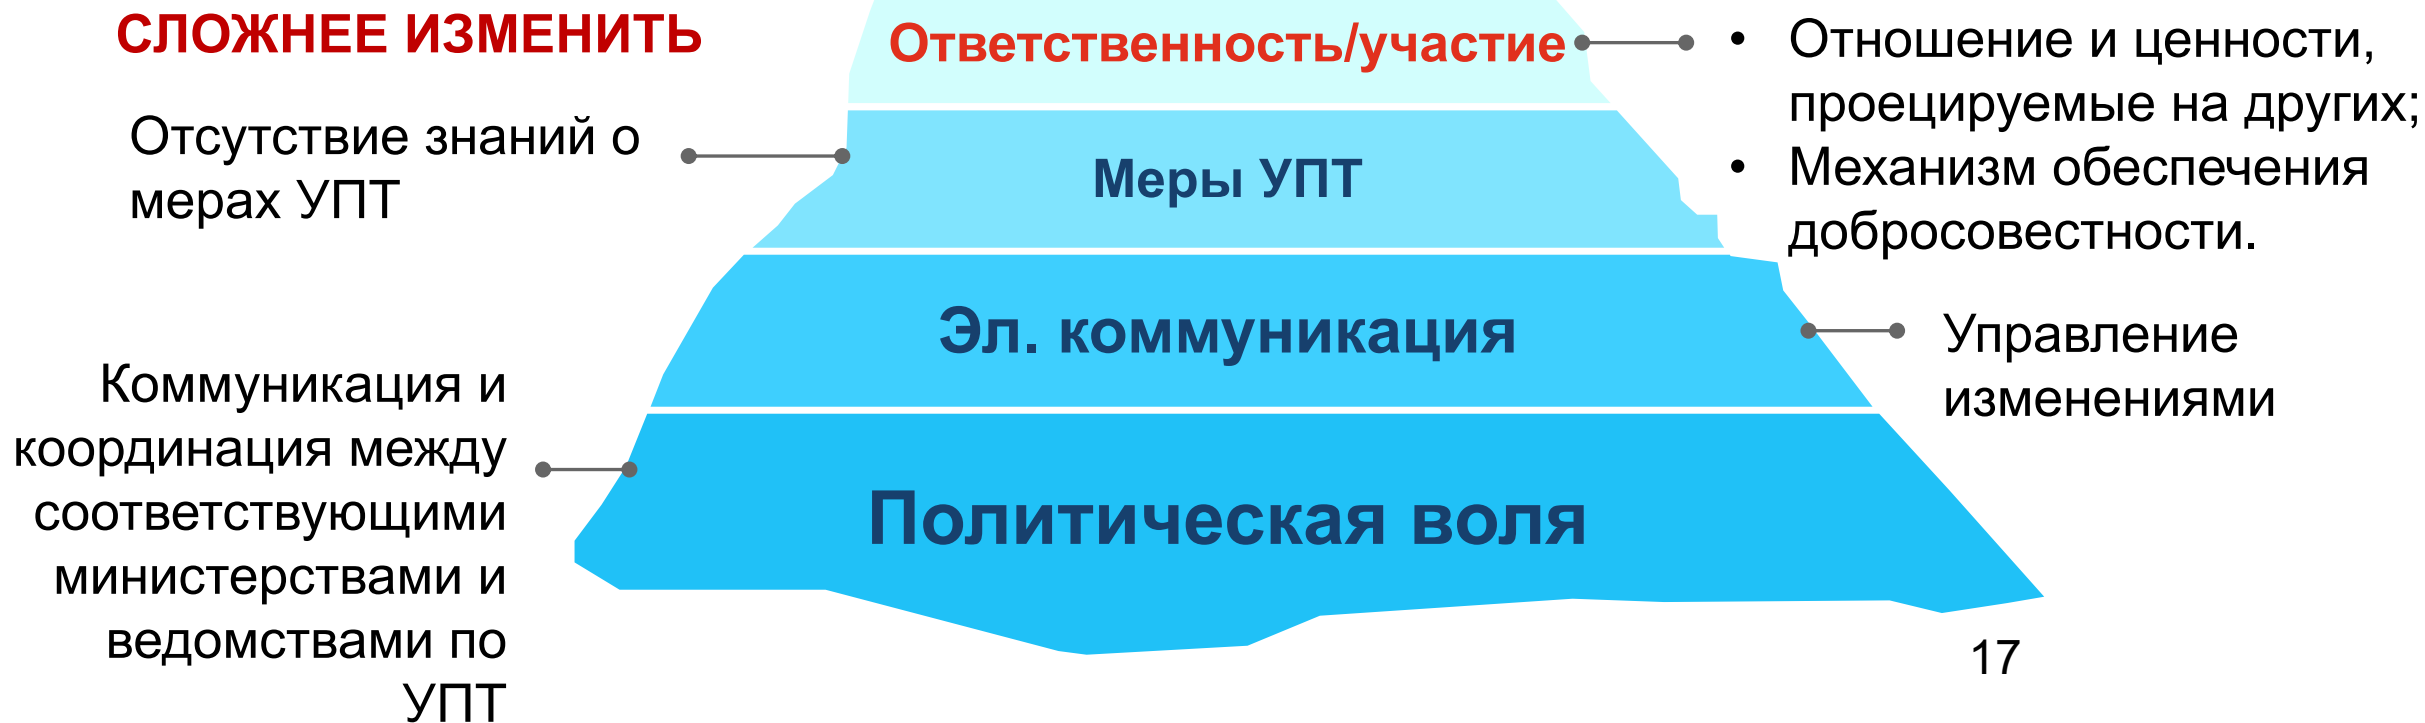 СЛОЖНЕЕ ИЗМЕНИТЬ
Ответственность/участие
• Отношение и ценности,
проецируемые на других;
• Механизм обеспечения
добросовестности.
Отсутствие знаний о
мерах УПТ
Меры УПТ
Эл. коммуникация
Управление
изменениями
Коммуникация и
координация между
соответствующими
министерствами и
ведомствами по
УПТ
Политическая воля
17